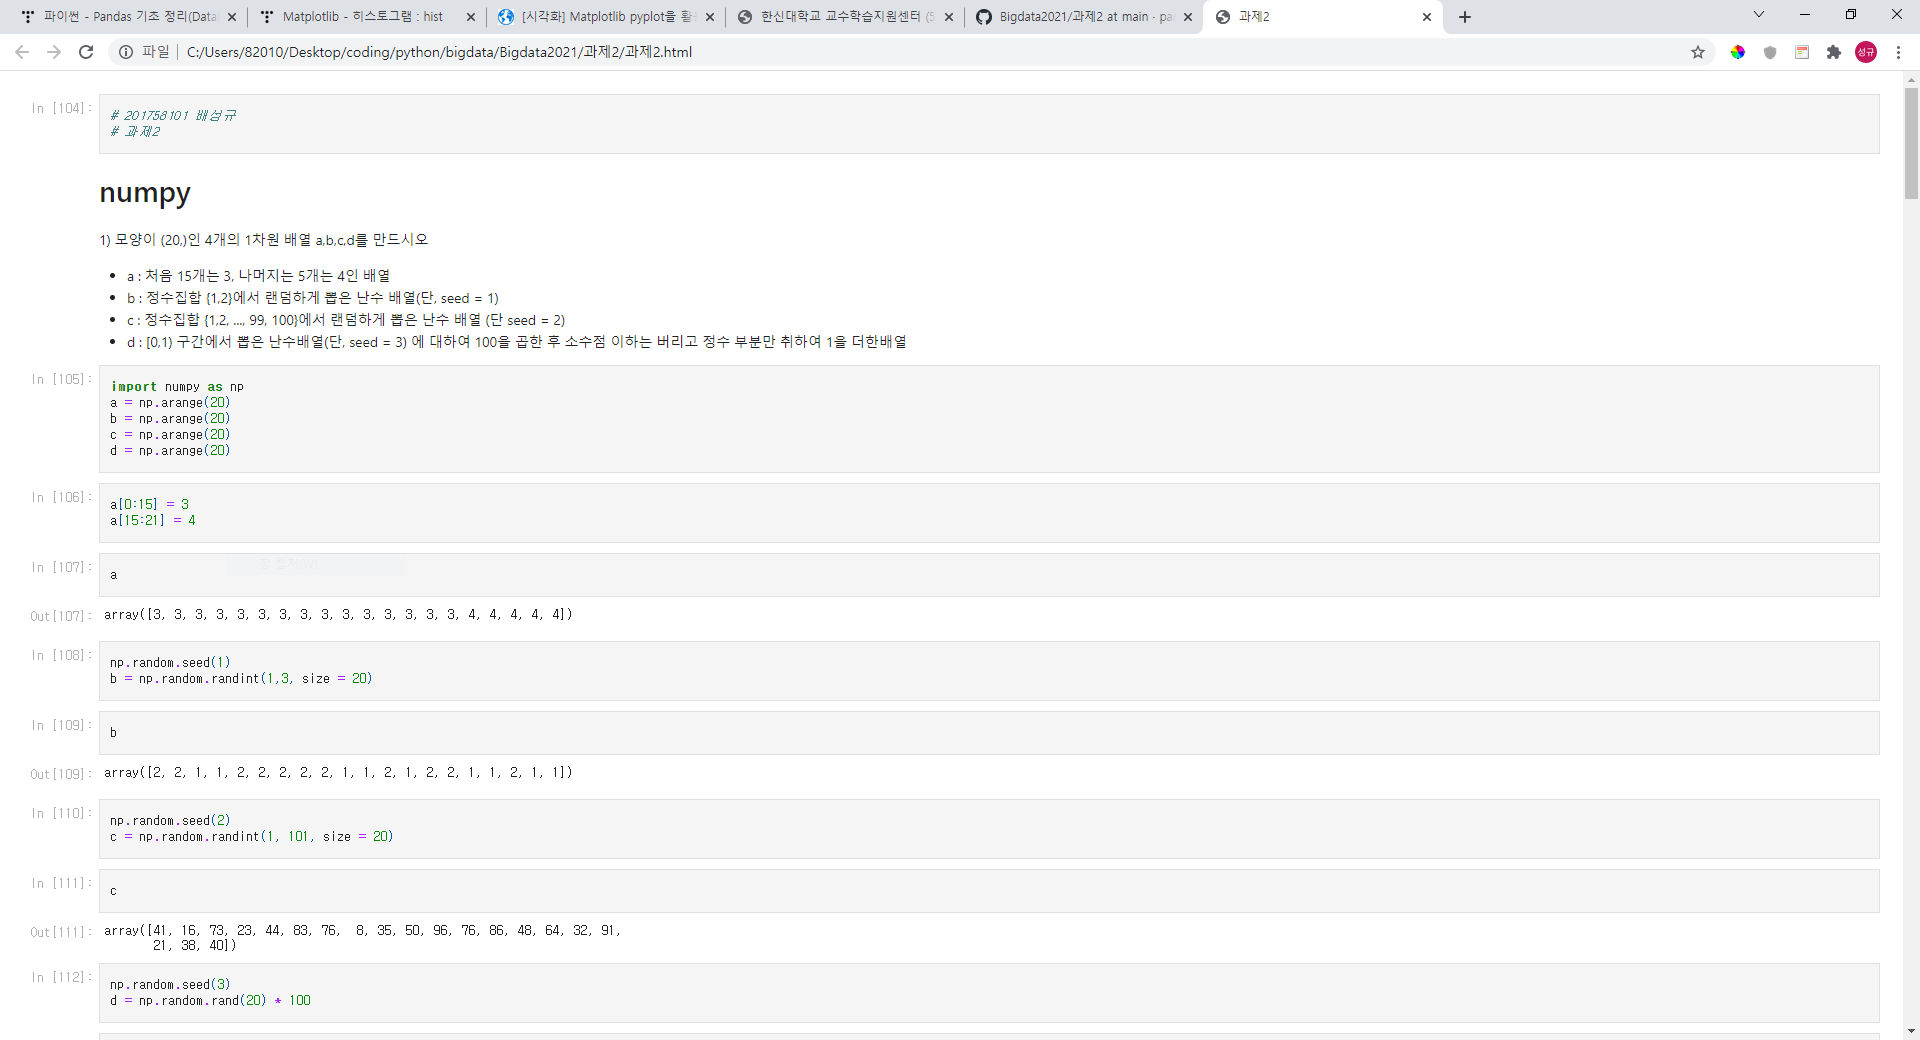 파이썬 - Pandas 기초 정리(Data
Matplotlib - 히스토그램 : hist
[시각화] Matplotlib pyplot을 활
한신대학교 교수학습지원센터 (5
Bigdata2021/과제2 at main · pa
과제2
파일
C:/Users/82010/Desktop/coding/python/bigdata/Bigdata2021/과제2/과제2.html
성규
In [104]:
# 201758101 배성규
# 과제2
numpy
1) 모양이 (20,)인 4개의 1차원 배열 a,b,c,d를 만드시오
• a : 처음 15개는 3, 나머지는 5개는 4인 배열
• b : 정수집합 {1,2}에서 랜덤하게 뽑은 난수 배열(단, seed = 1)
• c : 정수집합 {1,2, ..., 99, 100}에서 랜덤하게 뽑은 난수 배열 (단 seed = 2)
• d : [0,1) 구간에서 뽑은 난수배열(단, seed = 3) 에 대하여 100을 곱한 후 소수점 이하는 버리고 정수 부분만 취하여 1을 더한배열
In [105]:
import numpy as np
a = np.arange(20)
b = np.arange(20)
c = np.arange(20)
d = np.arange(20)
In [106]:
a[0:15] = 3
a[15:21] = 4
In [107]:
a
Out[107]:
array([3, 3, 3, 3, 3, 3, 3, 3, 3, 3, 3, 3, 3, 3, 3, 4, 4, 4, 4, 4])
In [108]:
np.random.seed(1)
b = np.random.randint(1,3, size = 20)
In [109]:
b
Out[109]:
array([2, 2, 1, 1, 2, 2, 2, 2, 2, 1, 1, 2, 1, 2, 2, 1, 1, 2, 1, 1])
In [110]:
np.random.seed(2)
c = np.random.randint(1, 101, size = 20)
In [111]:
c
Out[111]:
array([41, 16, 73, 23, 44, 83, 76,  8, 35, 50, 96, 76, 86, 48, 64, 32, 91,
21, 38, 40])
In [112]:
np.random.seed(3)
d = np.random.rand(20) * 100